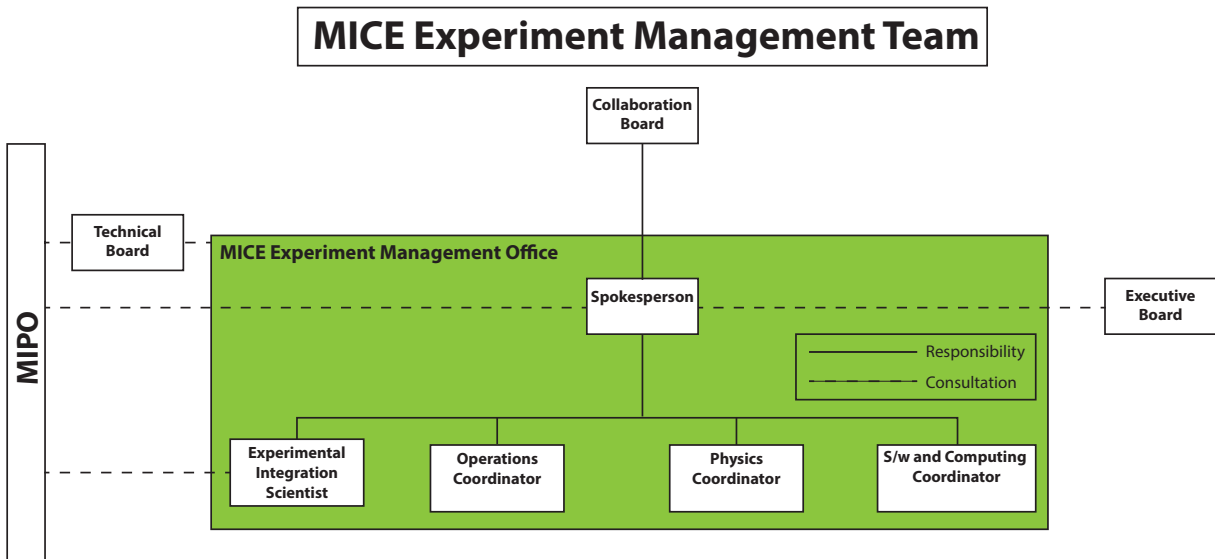 MICE Experiment Management Team
Collaboration
Board
MIPO
Technical
Board
MICE Experiment Management Office
Spokesperson
Executive
Board
Responsibility
Consultation
Experimental
Integration
Scientist
Operations
Coordinator
Physics
Coordinator
S/w and Computing
Coordinator